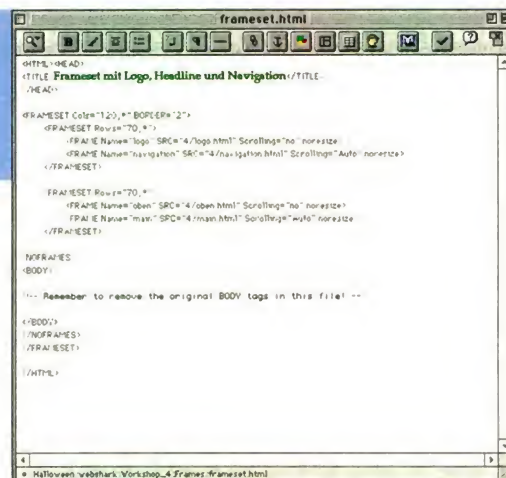 frameset.html
<HTML><HEAD>
<TITLE>Frameset mit Logo, Headline und Navigation</TITLE>
</HEAD>
<FRAMESET Cols="120,*" BORDER="2">
<FRAMESET Rows="70,*">
<FRAME Name="logo" SRC="4/logo.html" Scrolling="no" noresize>
<FRAME Name="navigation" SRC="4/navigation.html" Scrolling="Auto" noresize>
</FRAMESET>
<FRAMESET Rows="70,*">
<FRAME Name="oben" SRC="4/oben.html" Scrolling="no" noresize>
<FRAME Name="main" SRC="4/main.html" Scrolling="Auto" noresize>
</FRAMESET>
<NOFRAMES>
<BODY>
<!-- Remember to remove the original BODY tags in this file! -->
</BODY>
</NOFRAMES>
</FRAMESET>
</HTML>
Halloween:webshark:Workshop_4:Frames:frameset.html